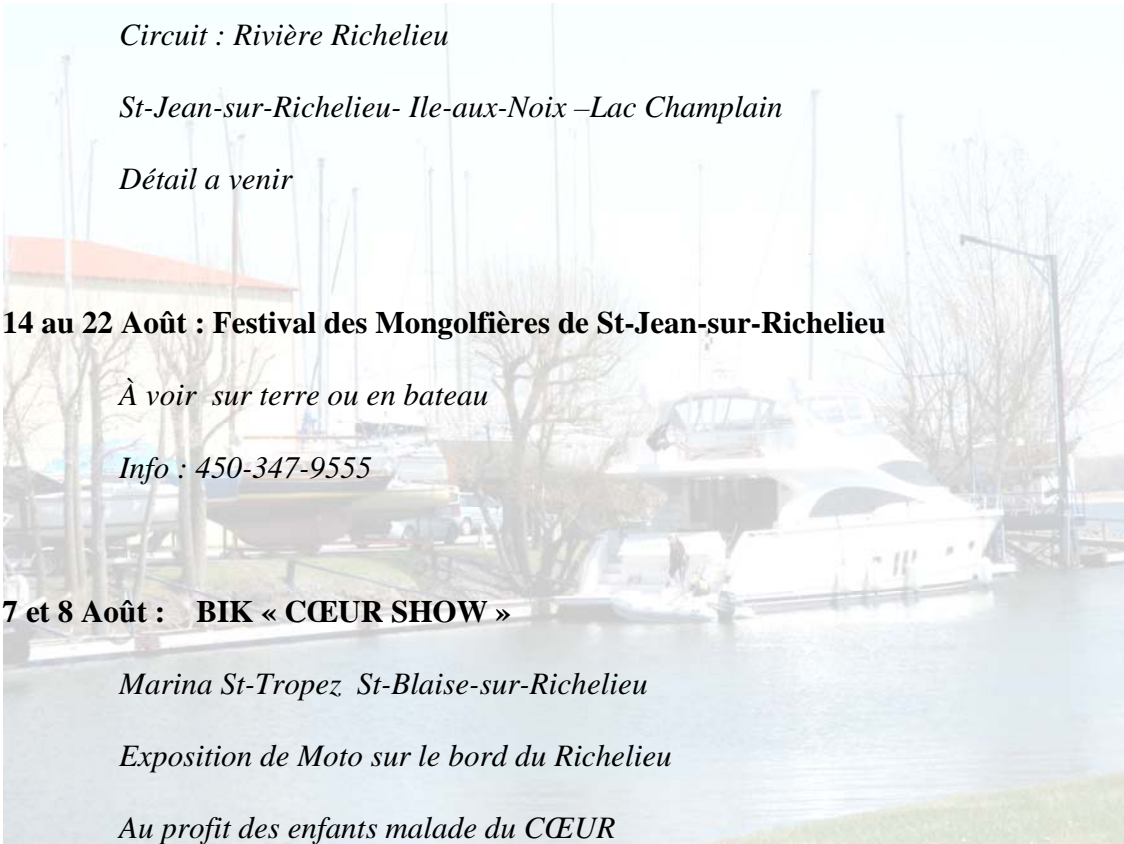 Circuit : Rivière Richelieu
St-Jean-sur-Richelieu- Ile-aux-Noix –Lac Champlain
Détail a venir
14 au 22 Août : Festival des Mongolfières de St-Jean-sur-Richelieu
À voir sur terre ou en bateau
Info : 450-347-9555
7 et 8 Août : BIK « CŒUR SHOW »
Marina St-Tropez St-Blaise-sur-Richelieu
Exposition de Moto sur le bord du Richelieu
Au profit des enfants malade du CŒUR